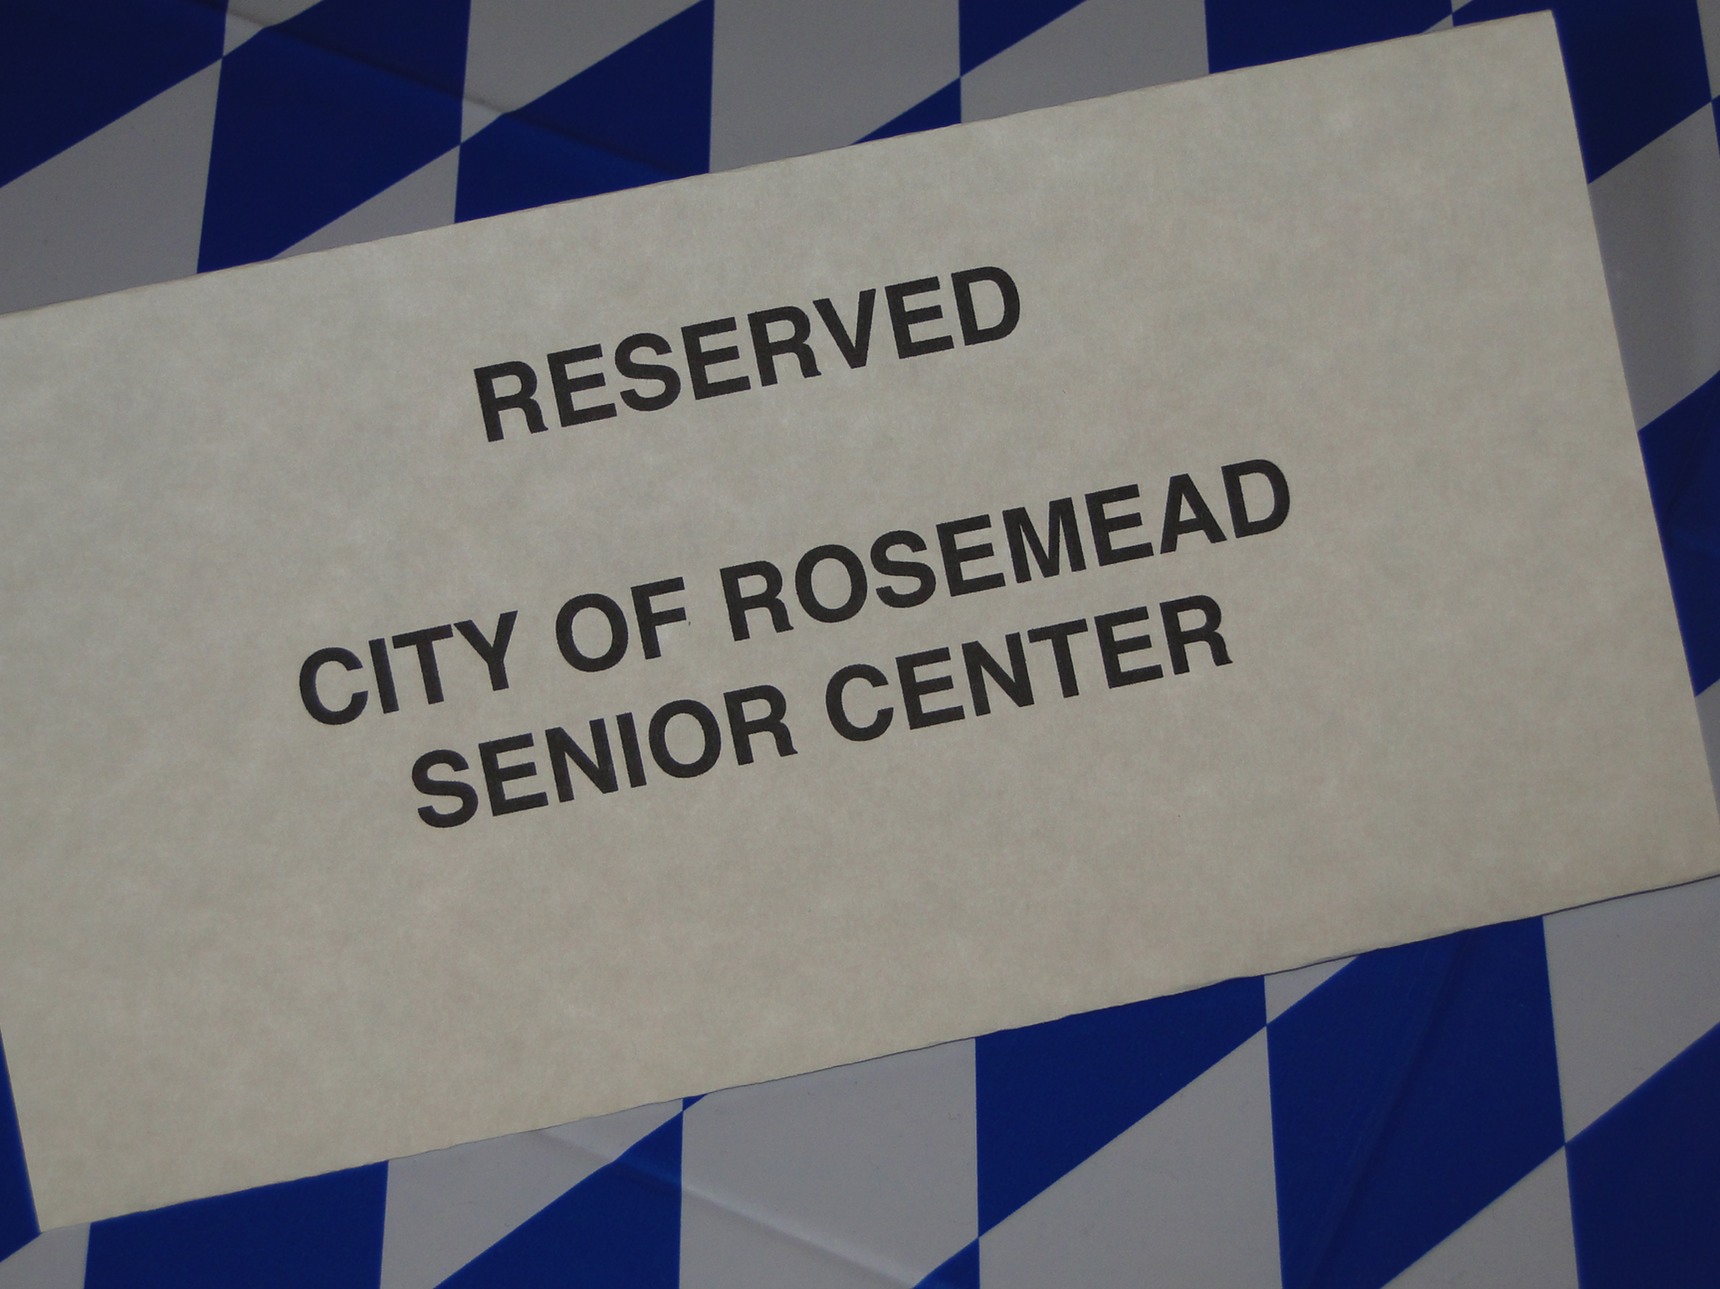 RESERVED
CITY OF ROSEMEAD
SENIOR CENTER